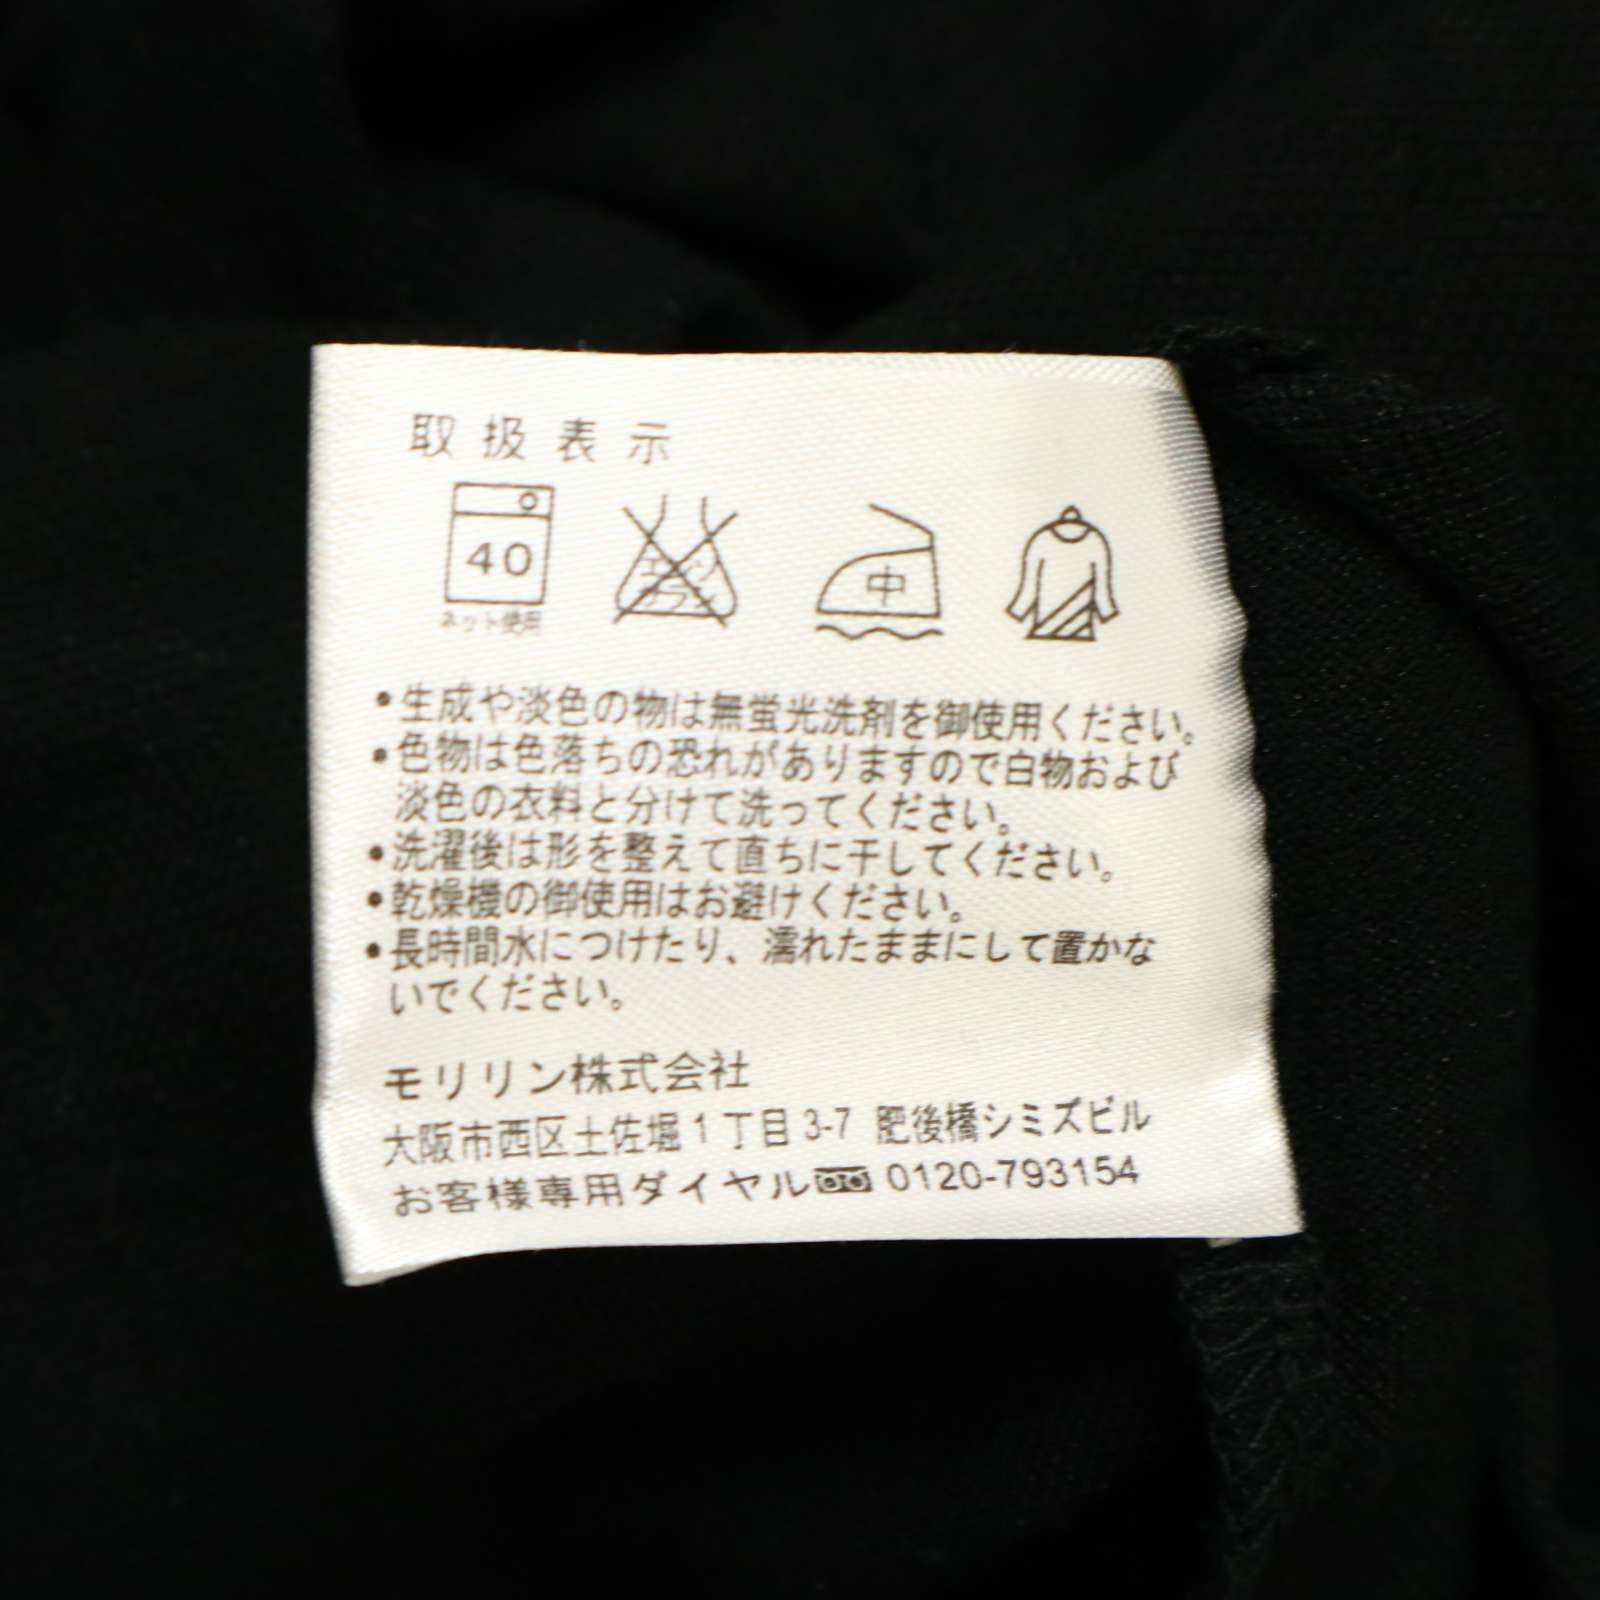 取扱表示
40
ネット使用
エンソ
サラシ
中
・生成や淡色の物は無蛍光洗剤を御使用ください。
・色物は色落ちの恐れがありますので白物および
淡色の衣料と分けて洗ってください。
・洗濯後は形を整えて直ちに干してください。
・乾燥機の御使用はお避けください。
・長時間水につけたり、濡れたままにして置かな
いでください。
モリリン株式会社
大阪市西区土佐堀1丁目3-7 肥後橋シミズビル
お客様専用ダイヤル 0120-793154